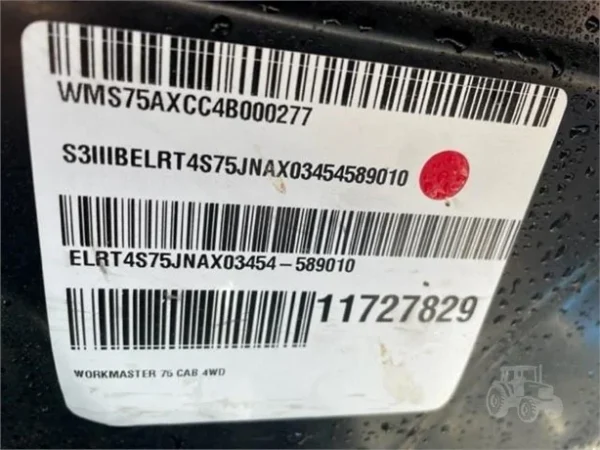 WMS75AXCC4B000277
S3IIIBELRT4S75JNAX03454589010
ELRT4S75JNAX03454-589010
11727829
WORKMASTER 75 CAB 4WD